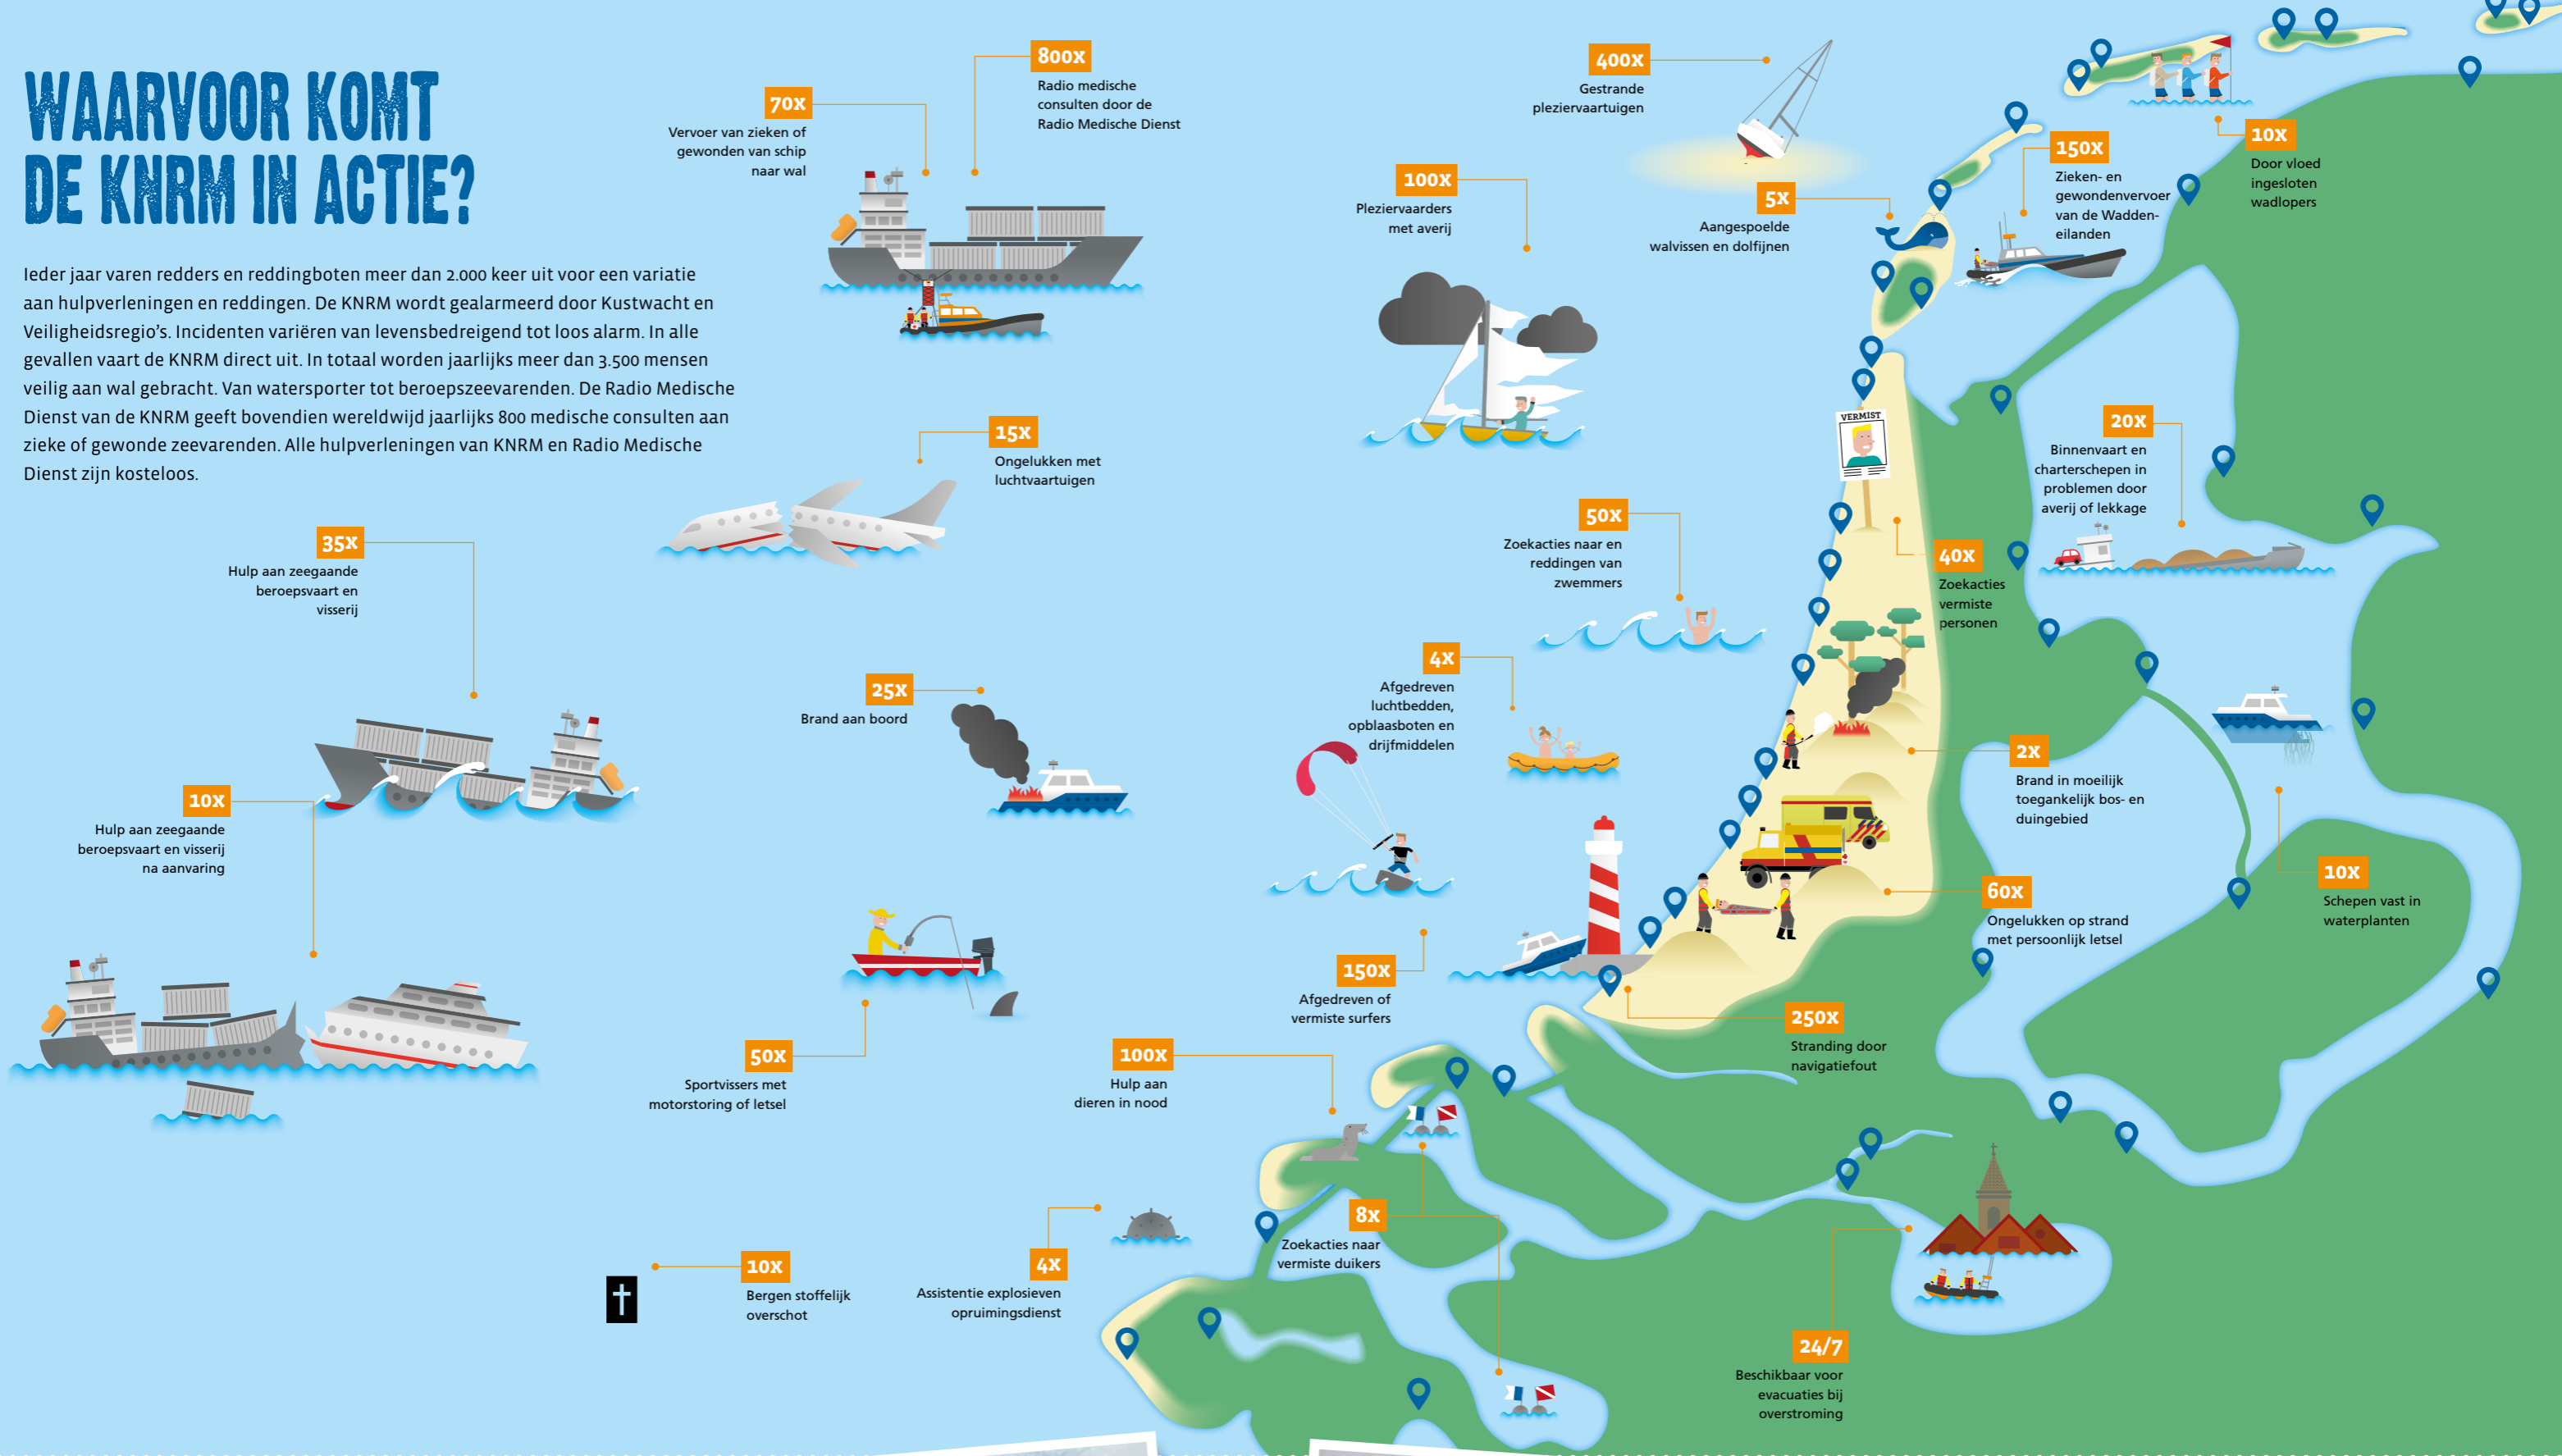 WAARVOOR KOMT
DE KNRM IN ACTIE?
Ieder jaar varen redders en reddingboten meer dan 2.000 keer uit voor een variatie
aan hulpverleningen en reddingen. De KNRM wordt gealarmeerd door Kustwacht en
Veiligheidsregio's. Incidenten variëren van levensbedreigend tot loos alarm. In alle
gevallen vaart de KNRM direct uit. In totaal worden jaarlijks meer dan 3.500 mensen
veilig aan wal gebracht. Van watersporter tot beroepszeevarenden. De Radio Medische
Dienst van de KNRM geeft bovendien wereldwijd jaarlijks 800 medische consulten aan
zieke of gewonde zeevarenden. Alle hulpverleningen van KNRM en Radio Medische
Dienst zijn kosteloos.
70x
Vervoer van zieken of
gewonden van schip
naar wal
800x
Radio medische
consulten door de
Radio Medische Dienst
400x
Gestrande
pleziervaartuigen
100x
Pleziervaarders
met averij
5x
Aangespoelde
walvissen en dolfijnen
150x
Zieken- en
gewondenvervoer
van de Wadden-
eilanden
10x
Door vloed
ingesloten
wadlopers
15x
Ongelukken met
luchtvaartuigen
VERMIST
20x
Binnenvaart en
charterschepen in
problemen door
averij of lekkage
35x
Hulp aan zeegaande
beroepsvaart en
visserij
50x
Zoekacties naar en
reddingen van
zwemmers
40x
Zoekacties
vermiste
personen
25x
Brand aan boord
4x
Afgedreven
luchtbedden,
opblaasboten en
drijfmiddelen
2x
Brand in moeilijk
toegankelijk bos- en
duingebied
10x
Hulp aan zeegaande
beroepsvaart en visserij
na aanvaring
60x
Ongelukken op strand
met persoonlijk letsel
10x
Schepen vast in
waterplanten
150x
Afgedreven of
vermiste surfers
250x
Stranding door
navigatiefout
50x
Sportvissers met
motorstoring of letsel
100x
Hulp aan
dieren in nood
8x
Zoekacties naar
vermiste duikers
10x
Bergen stoffelijk
overschot
4x
Assistentie explosieven
opruimingsdienst
24/7
Beschikbaar voor
evacuaties bij
overstroming